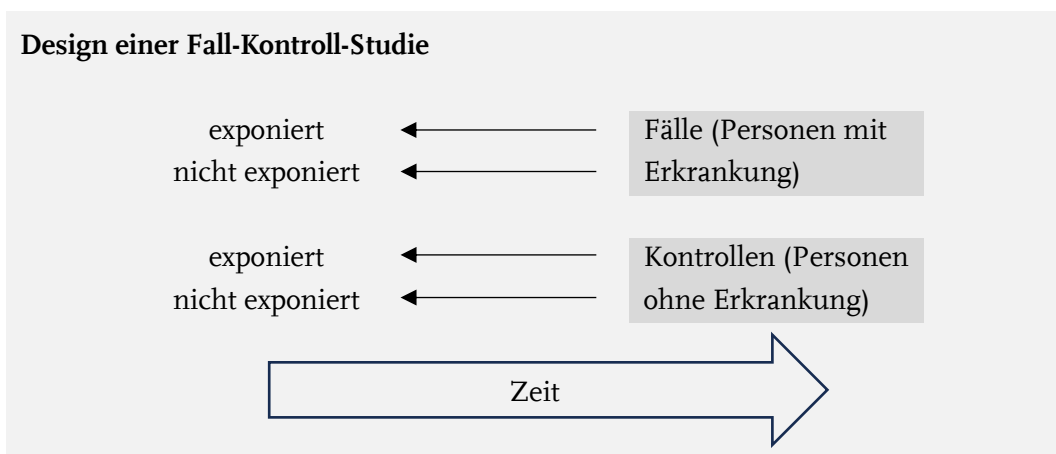 Design einer Fall-Kontroll-Studie
exponiert
nicht exponiert
Fälle (Personen mit
Erkrankung)
exponiert
nicht exponiert
Kontrollen (Personen
ohne Erkrankung)
Zeit